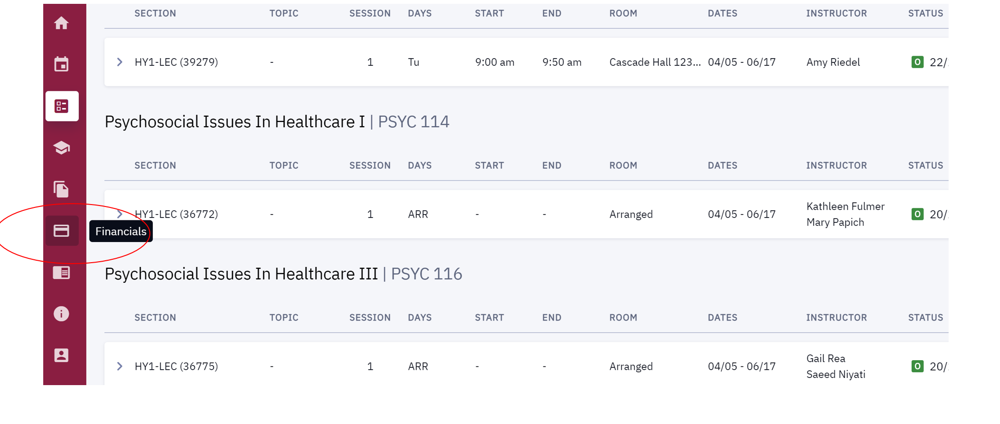 SECTION TOPIC SESSION DAYS START END ROOM DATES INSTRUCTOR STATUS
HY1-LEC (39279) - 1 Tu 9:00 am 9:50 am Cascade Hall 123... 04/05 - 06/17 Amy Riedel O 22/
Psychosocial Issues In Healthcare I | PSYC 114
SECTION TOPIC SESSION DAYS START END ROOM DATES INSTRUCTOR STATUS
HY1-LEC (36772) - 1 ARR - - Arranged 04/05 - 06/17 Kathleen Fulmer O 20/
Mary Papich
Financials
Psychosocial Issues In Healthcare III | PSYC 116
SECTION TOPIC SESSION DAYS START END ROOM DATES INSTRUCTOR STATUS
HY1-LEC (36775) - 1 ARR - - Arranged 04/05 - 06/17 Gail Rea O 20/
Saeed Niyati